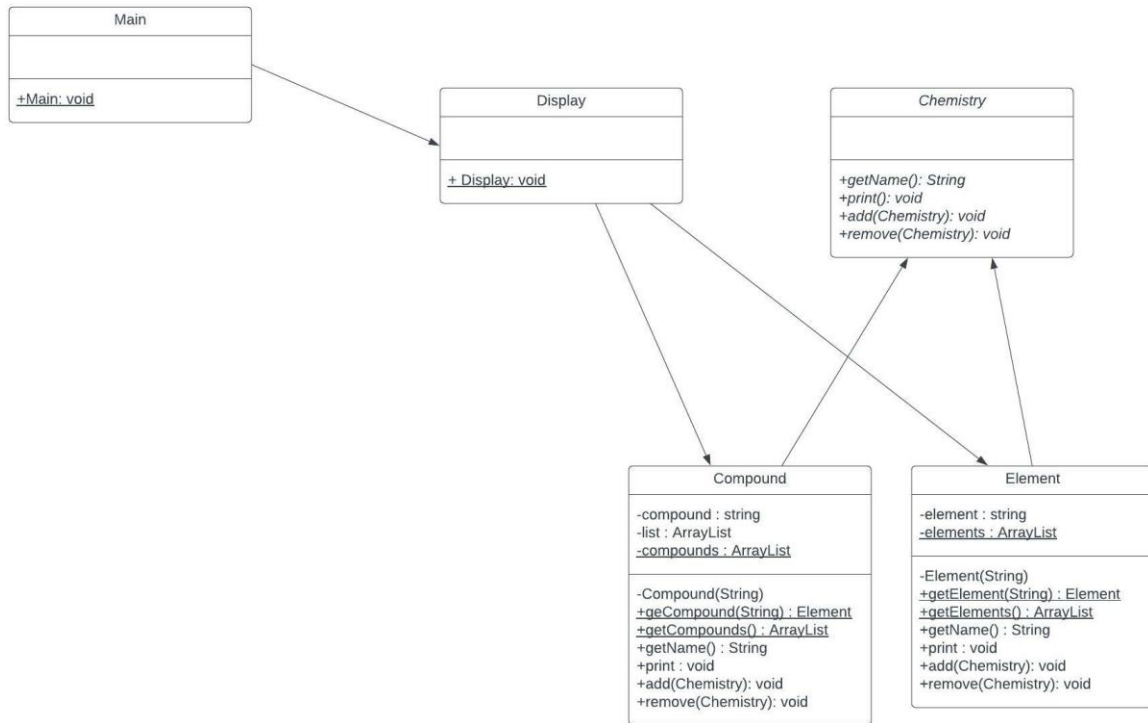 Main
+Main: void
Display
+ Display: void
Chemistry
+getName(): String
+print(): void
+add(Chemistry): void
+remove(Chemistry): void
Compound
-compound : string
-list : ArrayList
-compounds : ArrayList
-Compound(String)
+geCompound(String) : Element
+getCompounds() : ArrayList
+getName() : String
+print : void
+add(Chemistry): void
+remove(Chemistry): void
Element
-element : string
-elements : ArrayList
-Element(String)
+getElement(String) : Element
+getElements() : ArrayList
+getName() : String
+print : void
+add(Chemistry): void
+remove(Chemistry): void